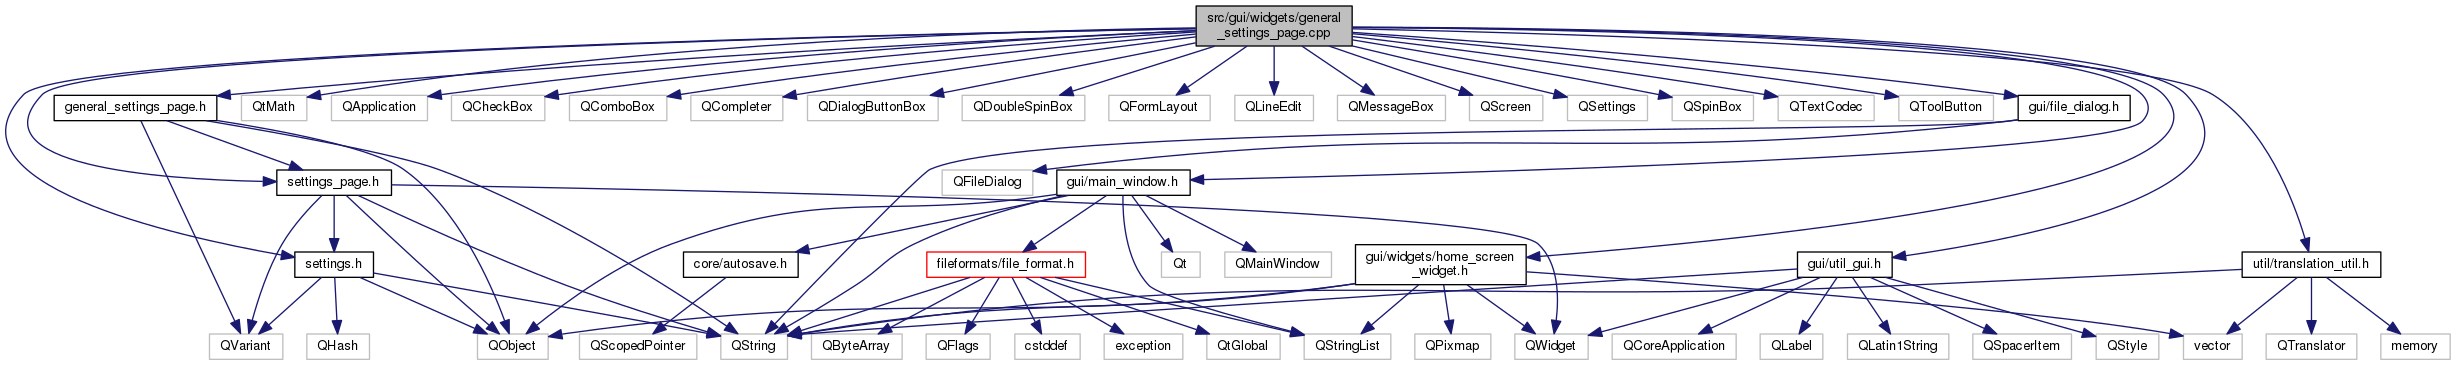 src/gui/widgets/general
_settings_page.cpp
general_settings_page.h
QtMath
QApplication
QCheckBox
QComboBox
QCompleter
QDialogButtonBox
QDoubleSpinBox
QFormLayout
QLineEdit
QMessageBox
QScreen
QSettings
QSpinBox
QTextCodec
QToolButton
gui/file_dialog.h
settings_page.h
QFileDialog
gui/main_window.h
settings.h
core/autosave.h
fileformats/file_format.h
Qt
QMainWindow
gui/widgets/home_screen
_widget.h
gui/util_gui.h
util/translation_util.h
QVariant
QHash
QObject
QScopedPointer
QString
QByteArray
QFlags
cstddef
exception
QtGlobal
QStringList
QPixmap
QWidget
QCoreApplication
QLabel
QLatin1String
QSpacerItem
QStyle
vector
QTranslator
memory